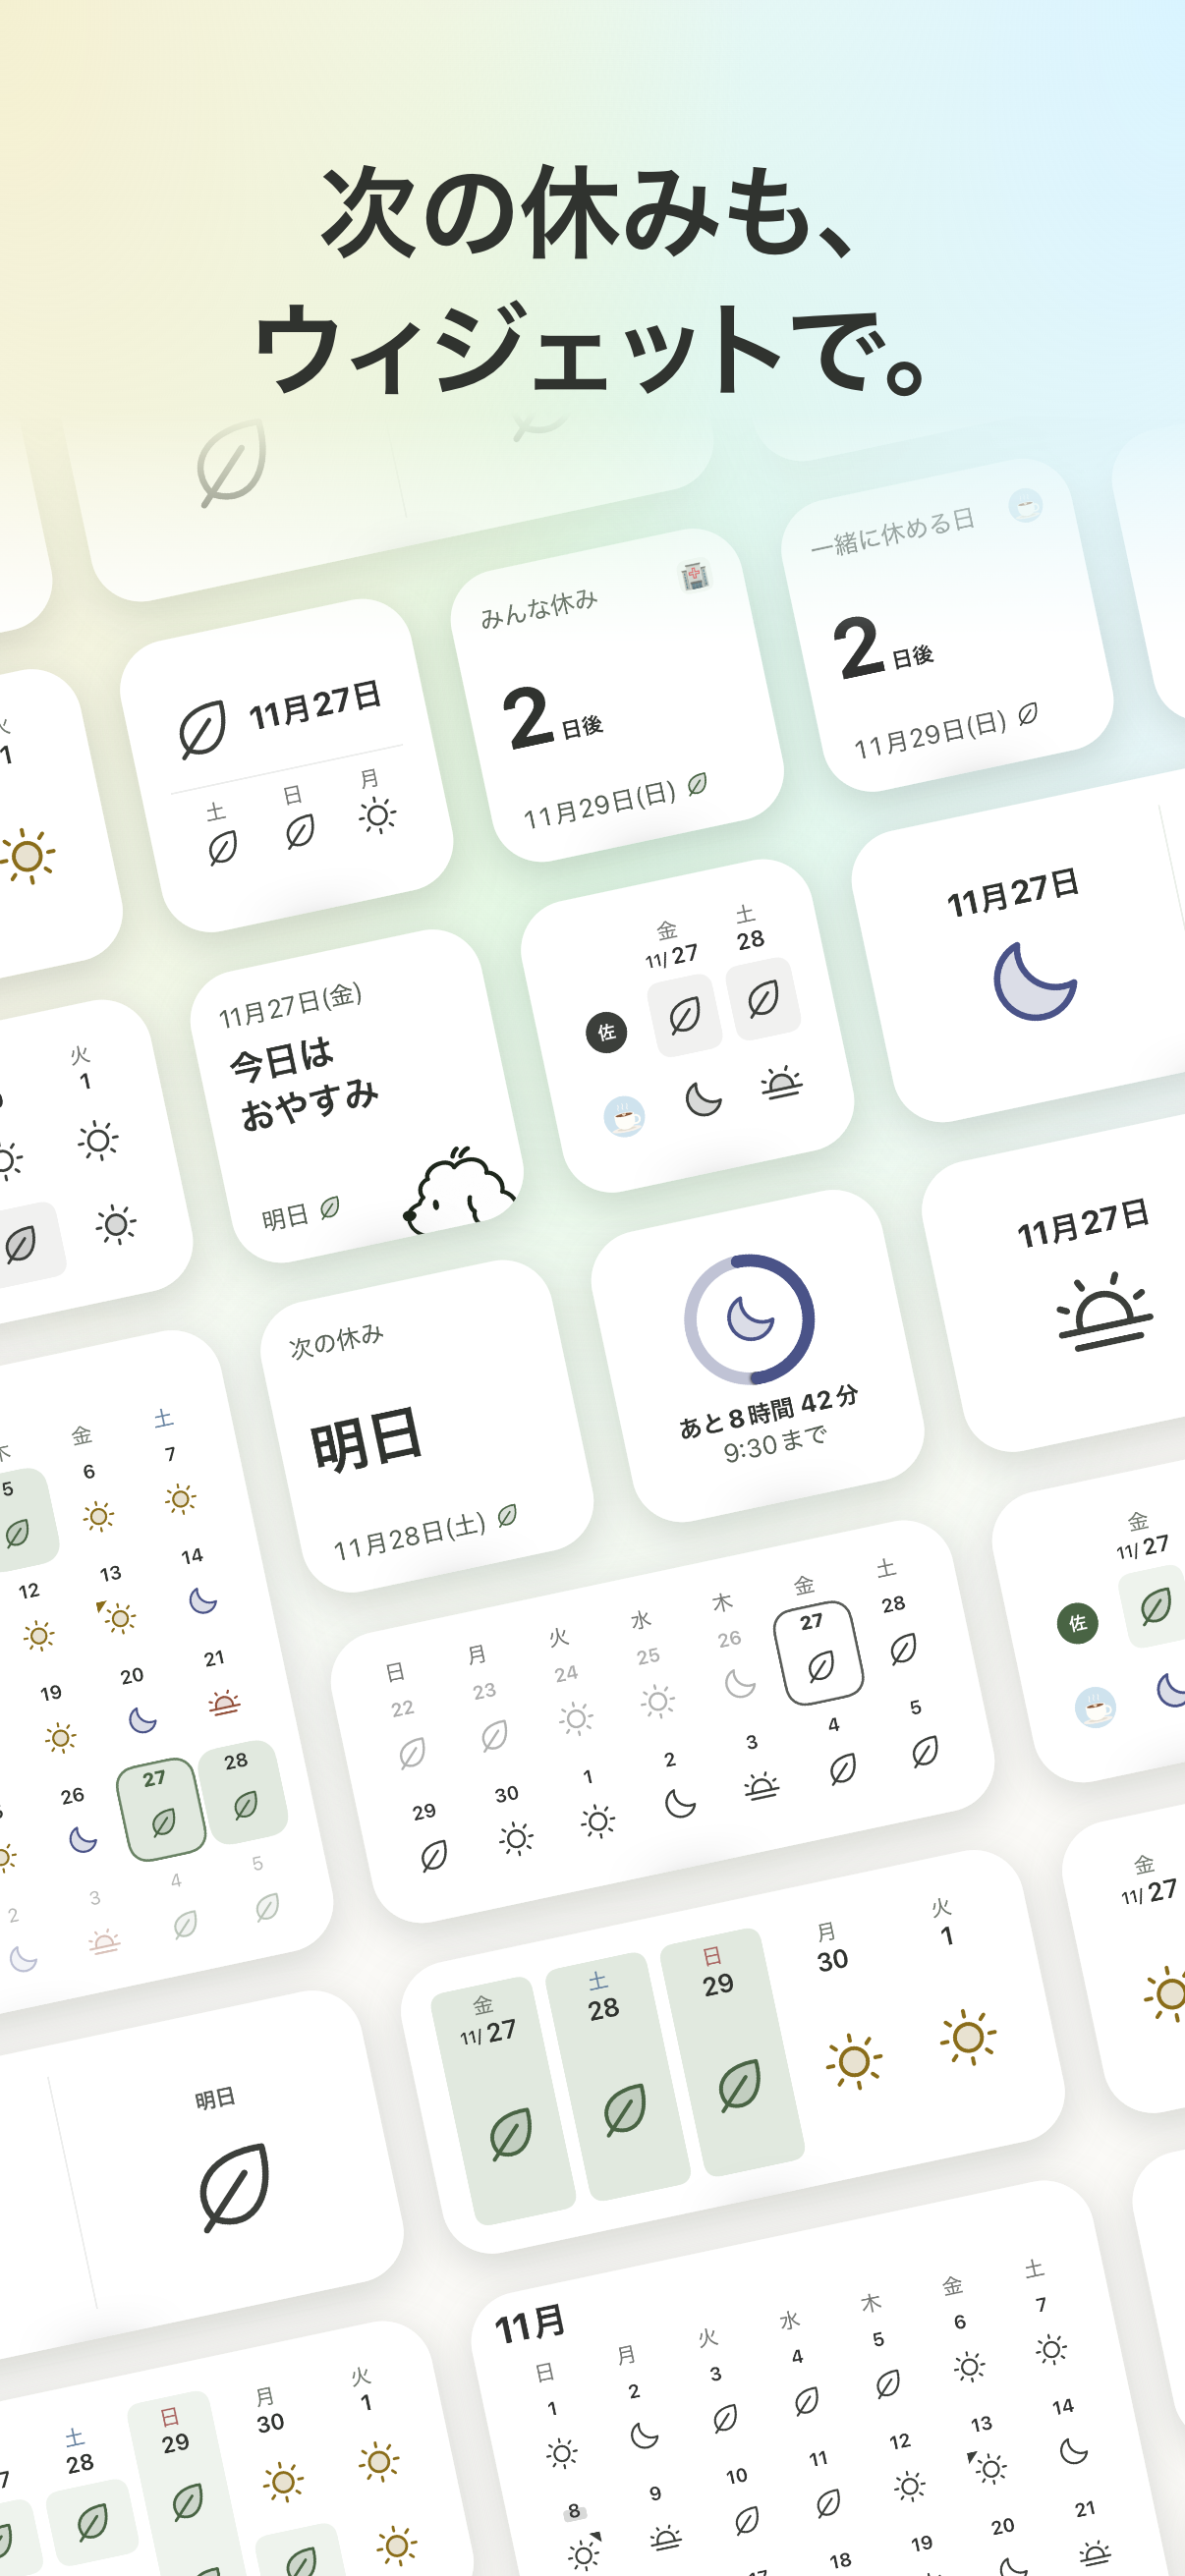 次の休みも、
ウィジェットで。
一緒に休める日
2日後
11月29日(日)
みんな休み
2日後
11月29日(日)
11月27日
土 日 月
火
1
11月27日
金 土
11/27 28
佐
11月27日(金)
今日は
おやすみ
明日
火
1
11月27日
あと8時間 42分
9:30まで
次の休み
明日
11月28日(土)
木 金 土
5 6 7
12 13 14
19 20 21
26 27 28
2 3 4 5
金
11/27
佐
日 月 火 水 木 金 土
22 23 24 25 26 27 28
29 30 1 2 3 4 5
金
11/27
金 土 日 月 火
11/27 28 29 30 1
明日
11月
日 月 火 水 木 金 土
1 2 3 4 5 6 7
8 9 10 11 12 13 14
17 18 19 20 21
土 日 月 火
28 29 30 1